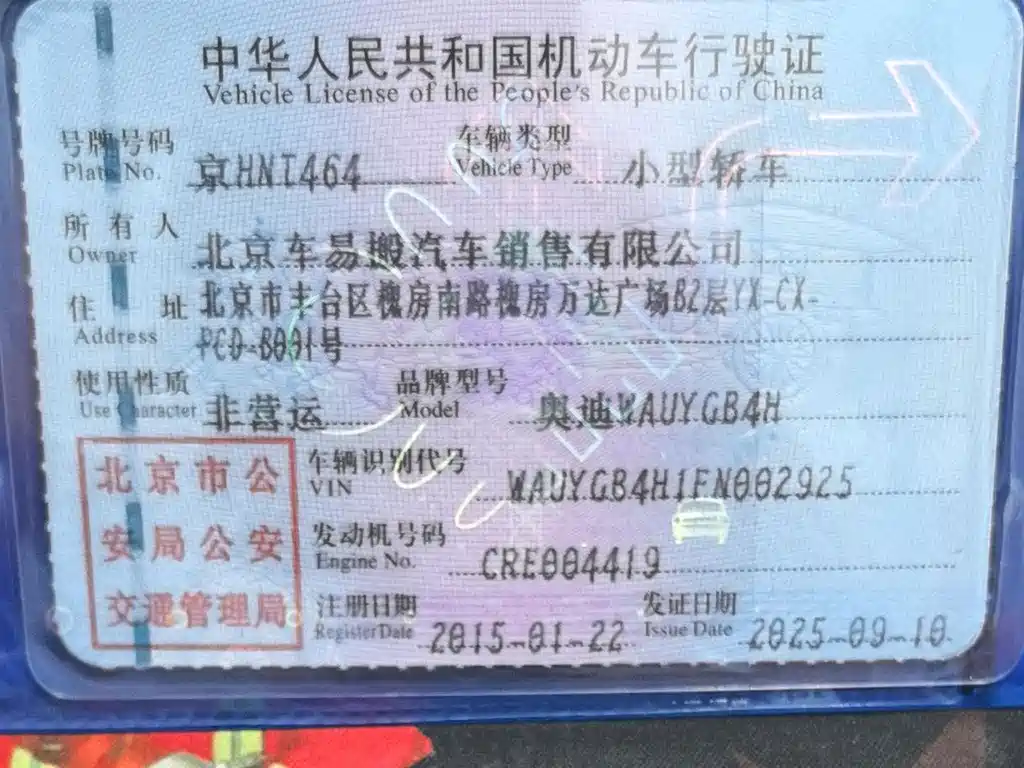 中华人民共和国机动车行驶证
Vehicle License of the People's Republic of China
号牌号码 京HNT464 车辆类型 小型轿车
Plate No. Vehicle Type
所有人 北京车易搬汽车销售有限公司
Owner
住址 北京市丰台区槐房南路槐房万达广场B2层YX-CX-
Address PCD-B001号
使用性质 非营运 品牌型号 奥迪WAUYGB4H
Use Character Model
北京市公
安局公安
交通管理局
车辆识别代号 WAUYGB4H1FN002925
VIN
发动机号码 CRE004419
Engine No.
注册日期 2015-01-22 发证日期 2025-09-10
Register Date Issue Date